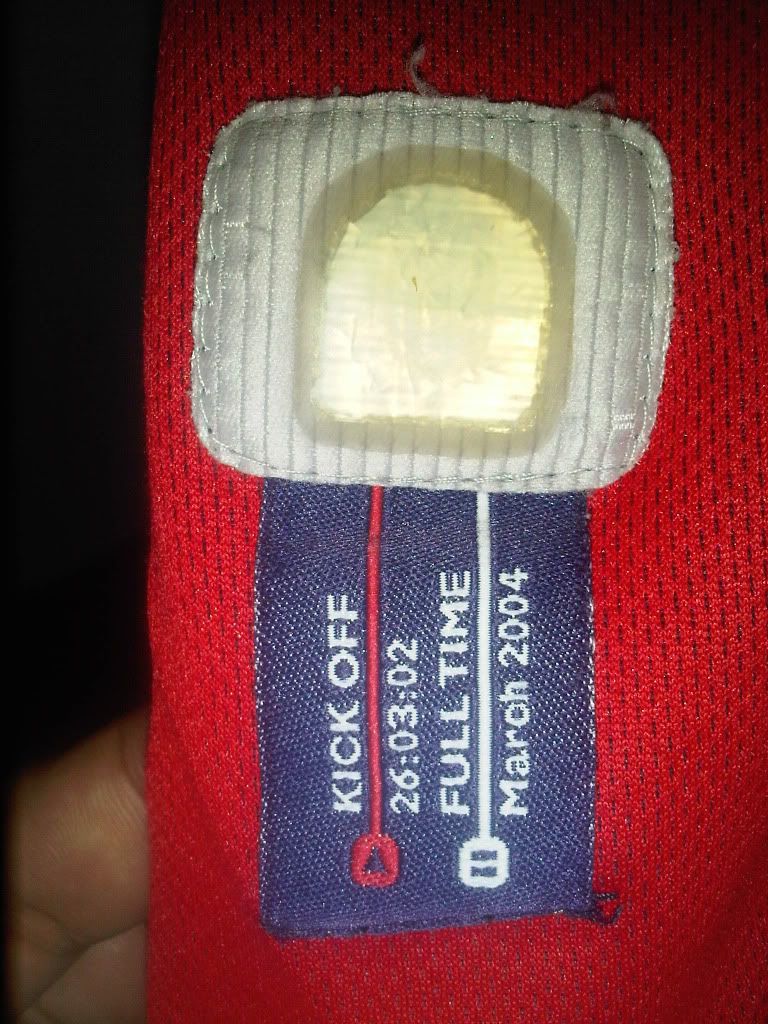 KICK OFF
26:03:02
FULL TIME
March 2004